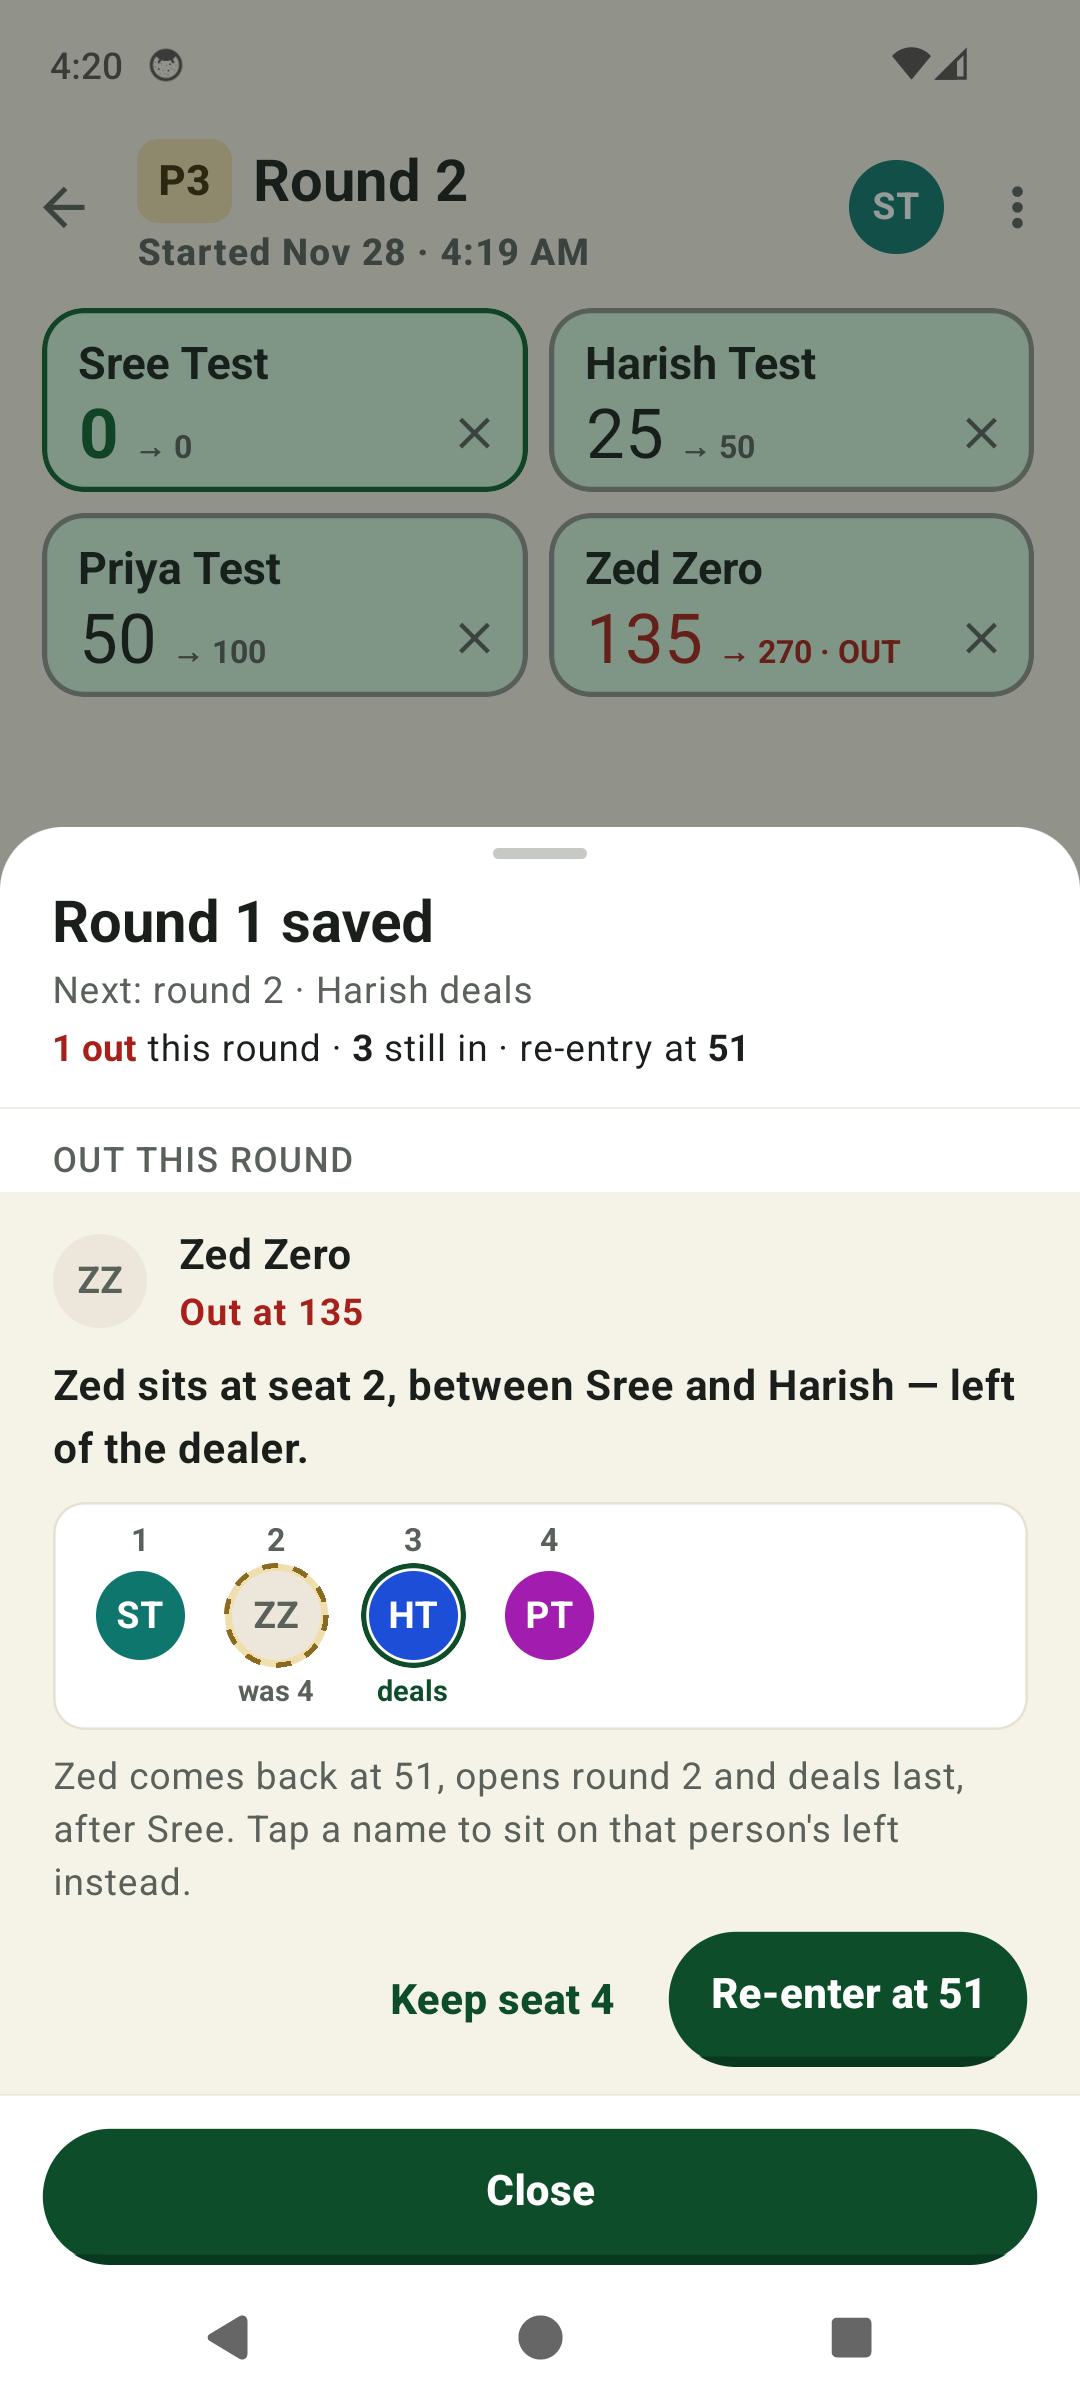 4:20
P3 Round 2
ST
Started Nov 28 · 4:19 AM
Sree Test
0 → 0
Harish Test
25 → 50
Priya Test
50 → 100
Zed Zero
135 → 270 · OUT
Round 1 saved
Next: round 2 · Harish deals
1 out this round · 3 still in · re-entry at 51
OUT THIS ROUND
ZZ
Zed Zero
Out at 135
Zed sits at seat 2, between Sree and Harish — left
of the dealer.
1 2 3 4
ST ZZ HT PT
was 4 deals
Zed comes back at 51, opens round 2 and deals last,
after Sree. Tap a name to sit on that person's left
instead.
Keep seat 4
Re-enter at 51
Close